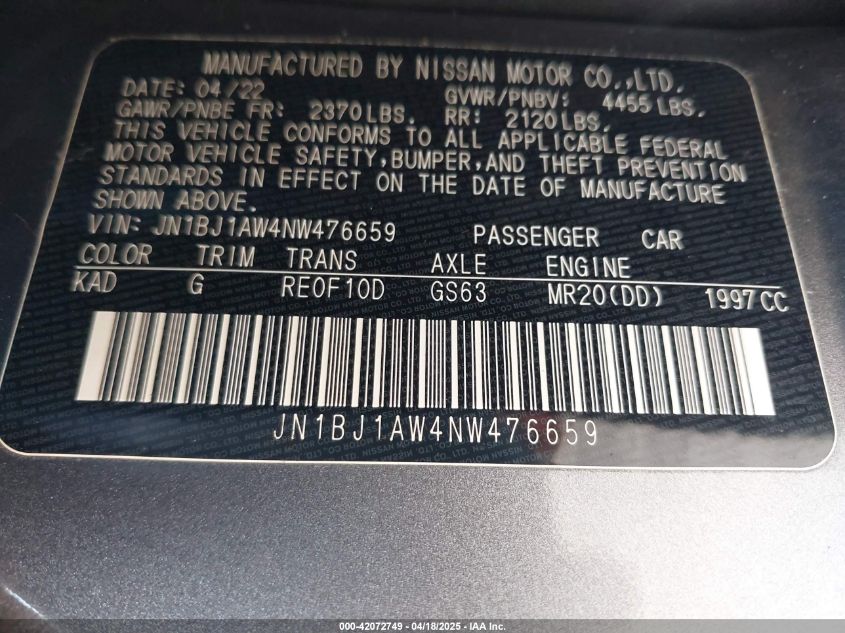 MANUFACTURED BY NISSAN MOTOR CO.,LTD.
DATE: 04/22 GVWR/PNBV: 4455 LBS.
GAWR/PNBE FR: 2370LBS. RR: 2120LBS.
THIS VEHICLE CONFORMS TO ALL APPLICABLE FEDERAL
MOTOR VEHICLE SAFETY,BUMPER,AND THEFT PREVENTION
STANDARDS IN EFFECT ON THE DATE OF MANUFACTURE
SHOWN ABOVE.
VIN: JN1BJ1AW4NW476659 PASSENGER CAR
COLOR TRIM TRANS AXLE ENGINE
KAD G RE0F10D GS63 MR20(DD) 1997CC
JN1BJ1AW4NW476659
000-42072749 - 04/18/2025 - IAA Inc.